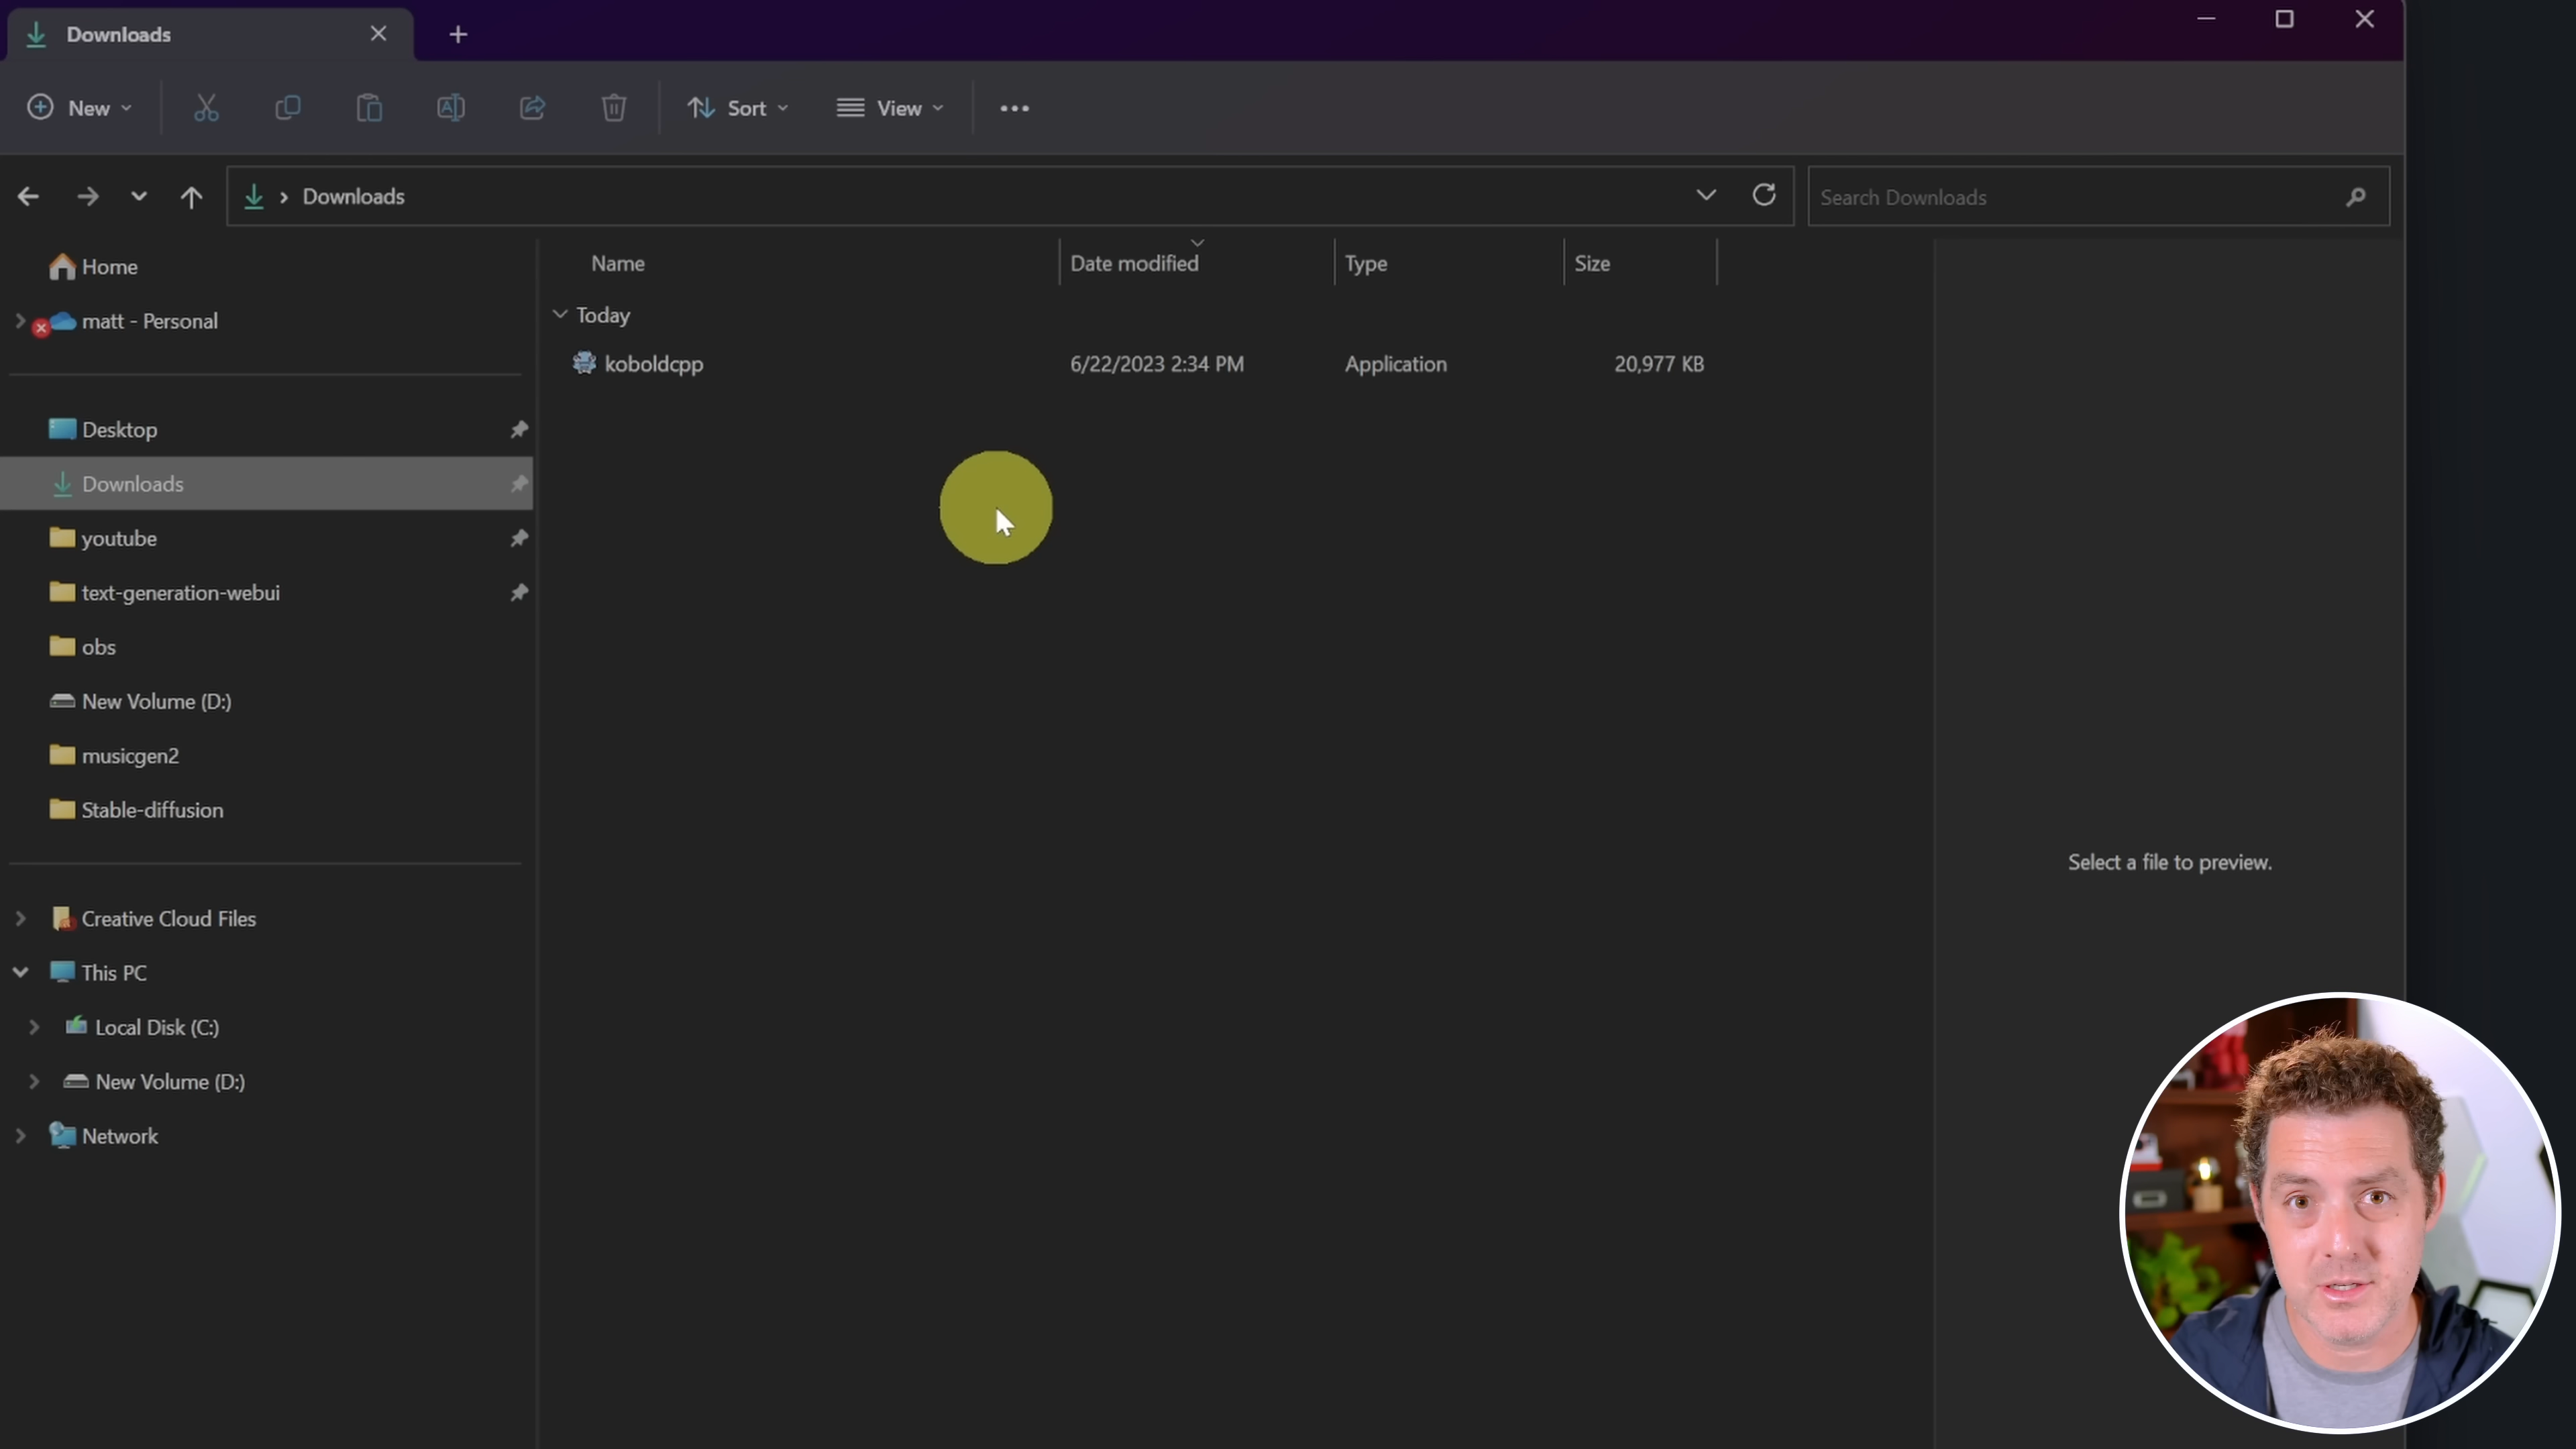 Downloads
New
Sort
View
Downloads
Search Downloads
Home
matt - Personal
Desktop
Downloads
youtube
text-generation-webui
obs
New Volume (D:)
musicgen2
Stable-diffusion
Creative Cloud Files
This PC
Local Disk (C:)
New Volume (D:)
Network
Name Date modified Type Size
Today
koboldcpp 6/22/2023 2:34 PM Application 20,977 KB
Select a file to preview.